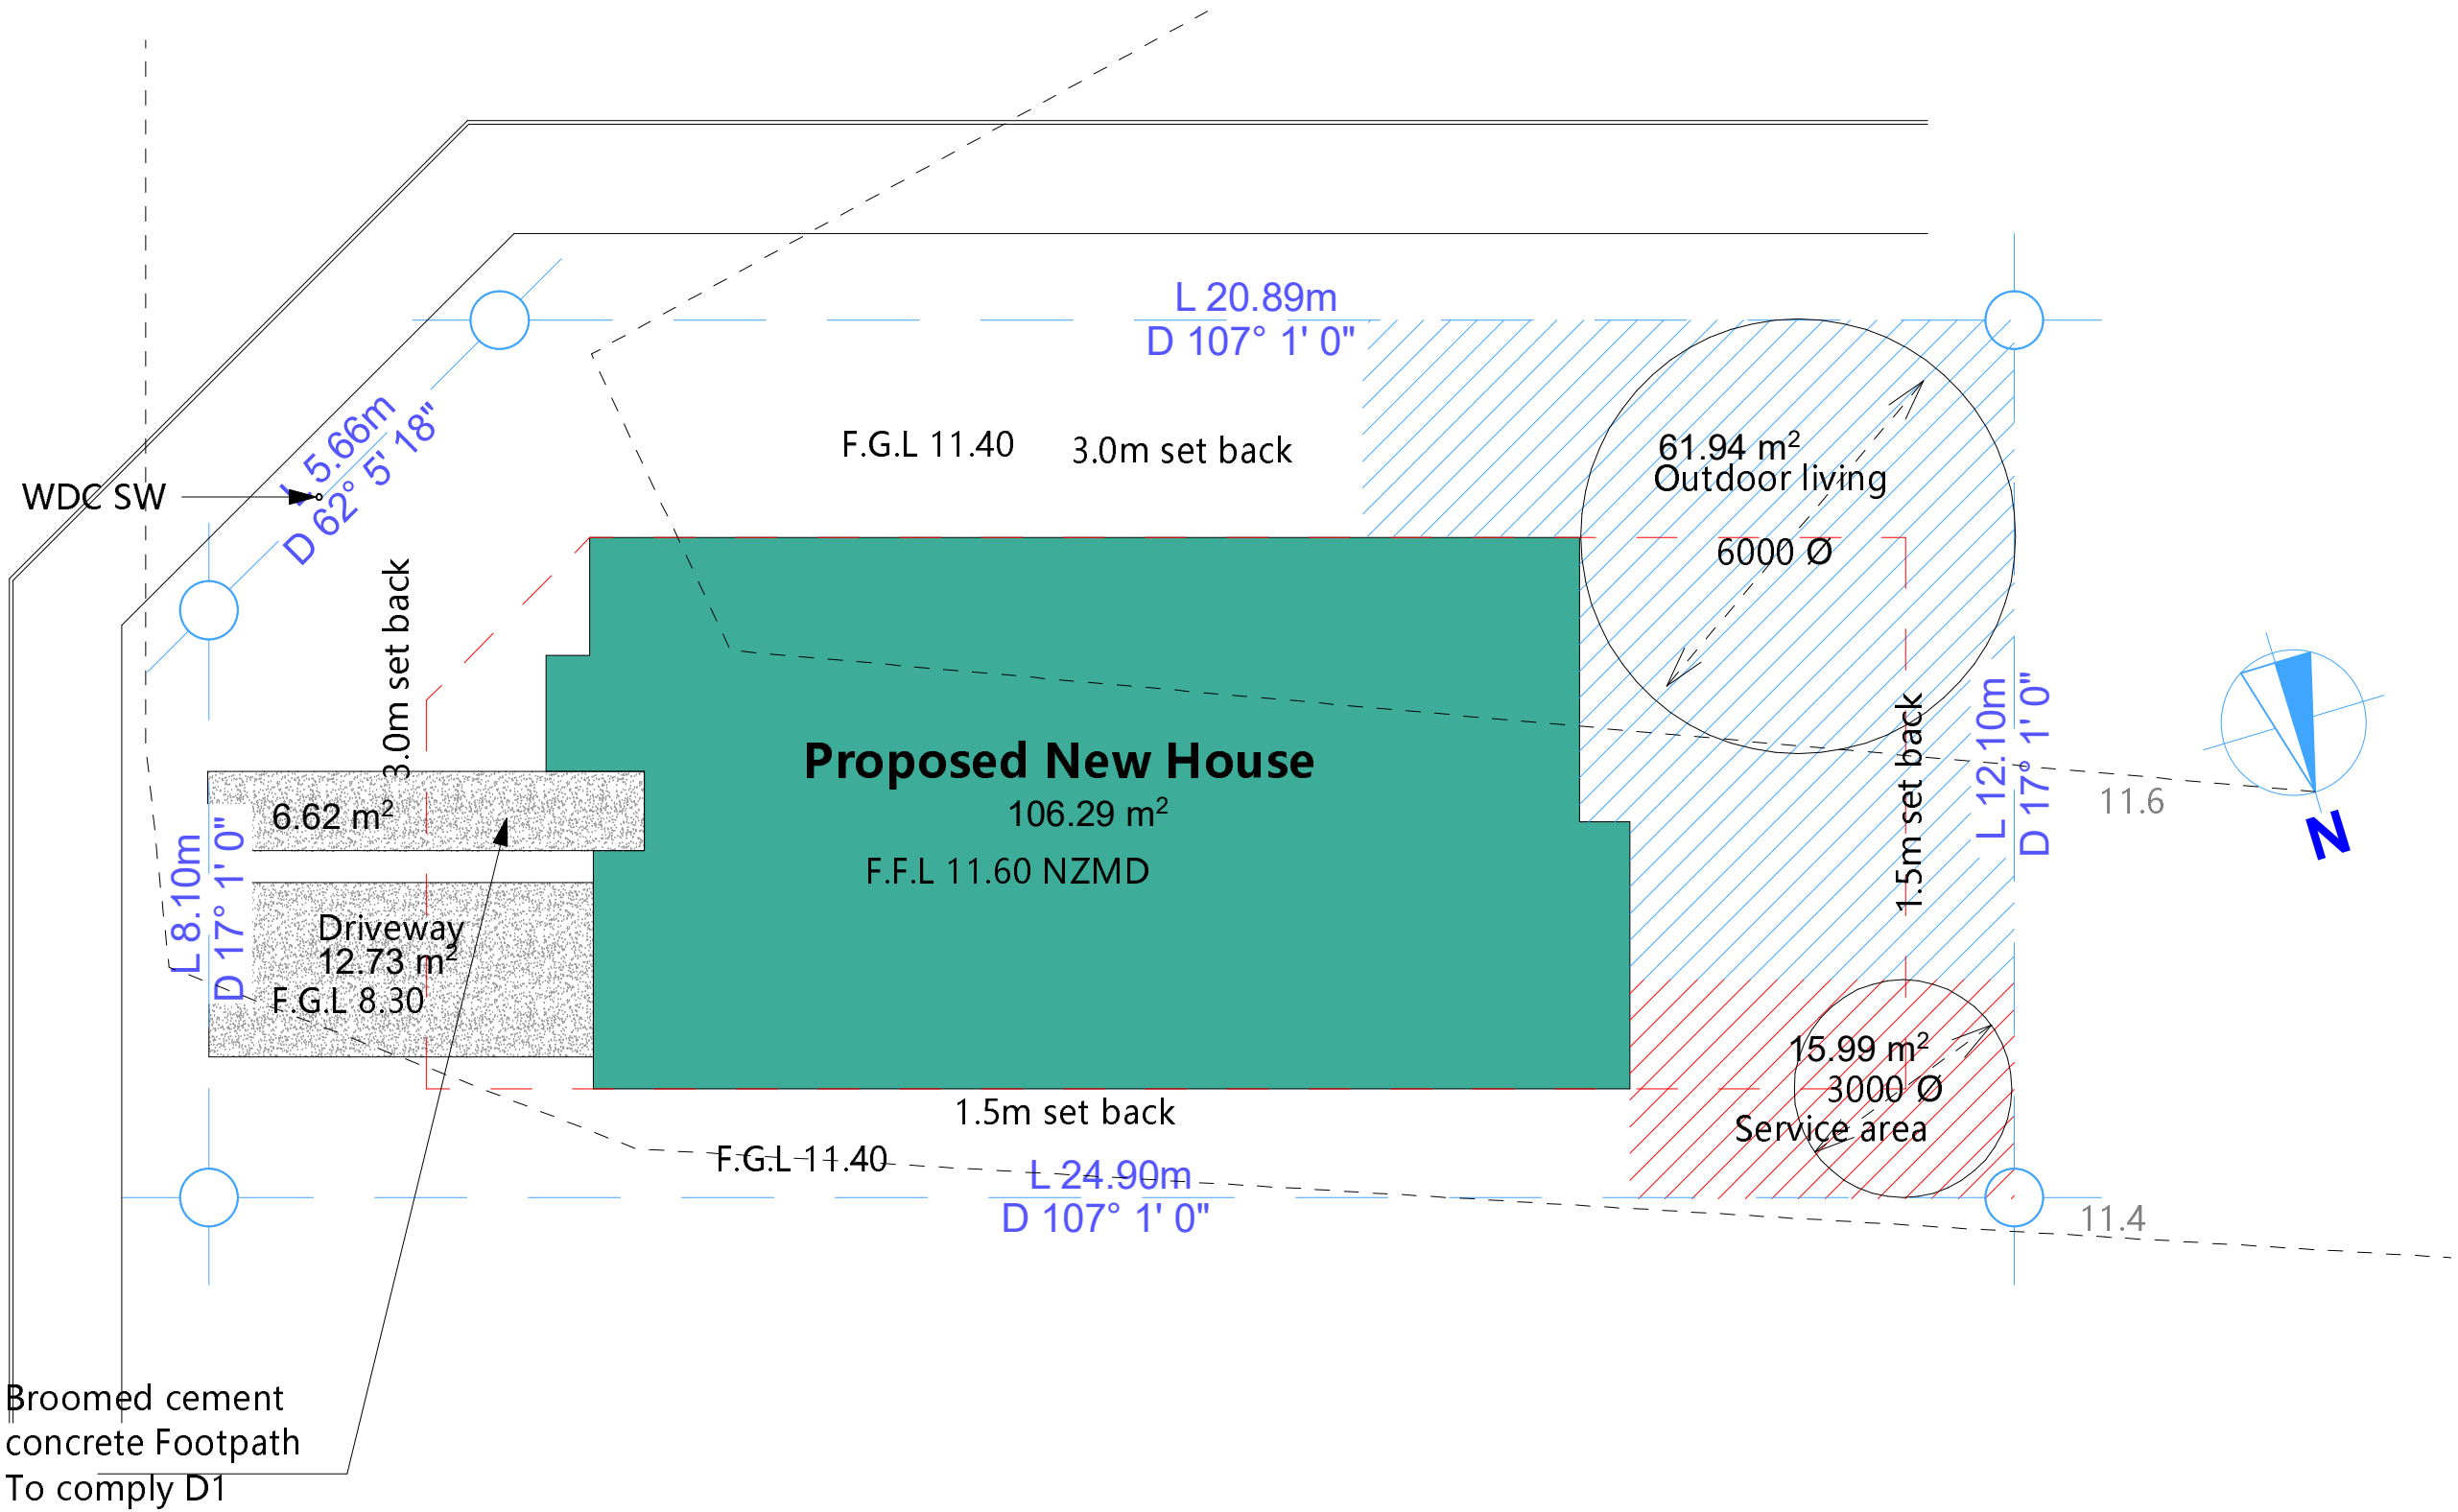 L 20.89m
D 107° 1' 0"
L 5.66m
D 62° 5' 18"
WDC SW
F.G.L 11.40
3.0m set back
61.94 m²
Outdoor living
6000 Ø
3.0m set back
Proposed New House
106.29 m²
F.F.L 11.60 NZMD
1.5m set back
L 12.10m
D 17° 1' 0"
11.6
N
6.62 m²
L 8.10m
D 17° 1' 0"
Driveway
12.73 m²
F.G.L 8.30
15.99 m²
3000 Ø
Service area
1.5m set back
F.G.L 11.40
L 24.90m
D 107° 1' 0"
11.4
Broomed cement
concrete Footpath
To comply D1